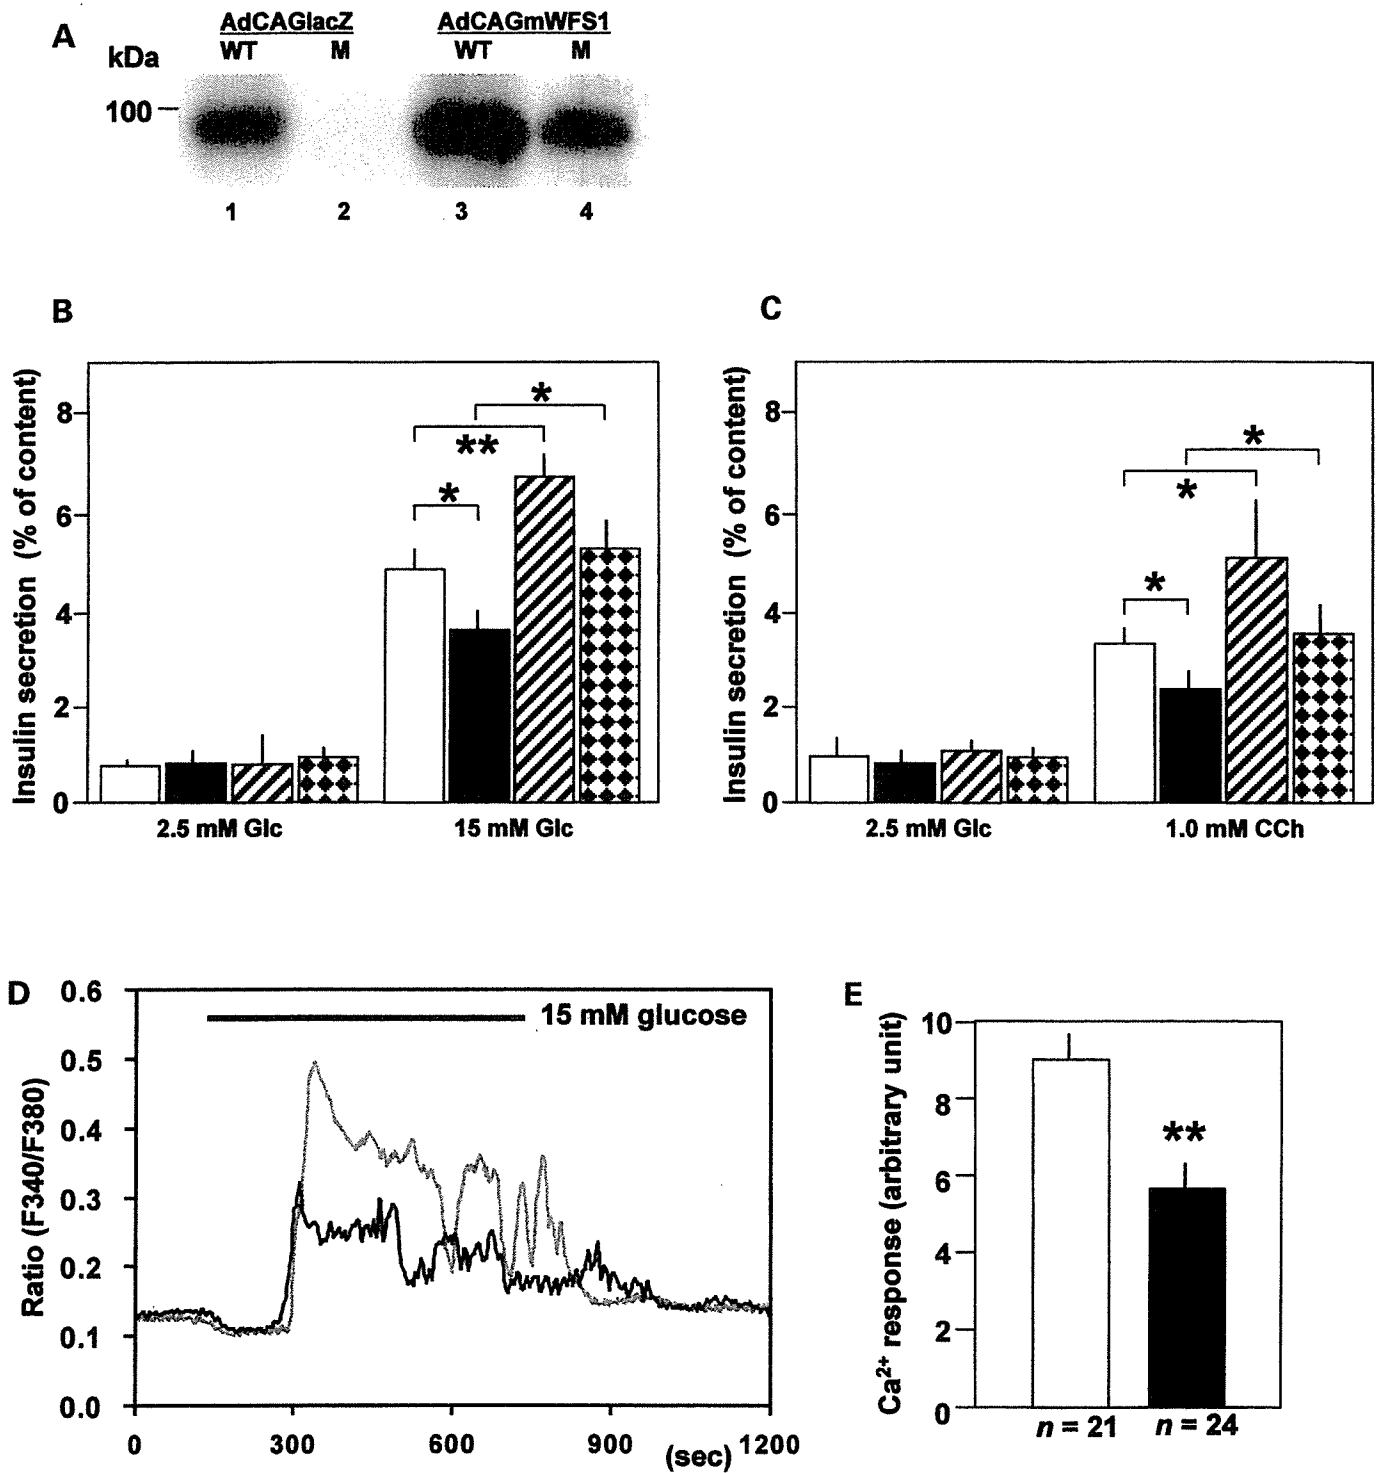 A
AdCAGlacZ AdCAGmWFS1
WT M WT M
kDa
100
1 2 3 4
B
Insulin secretion (% of content)
8
6
4
2
0
*
**
*
2.5 mM Glc 15 mM Glc
C
Insulin secretion (% of content)
8
6
4
2
0
*
*
*
2.5 mM Glc 1.0 mM CCh
D
Ratio (F340/F380)
0.6
0.5
0.4
0.3
0.2
0.1
0.0
15 mM glucose
0 300 600 (sec) 900 1200
E
Ca2+ response (arbitrary unit)
10
8
6
4
2
0
**
n = 21 n = 24